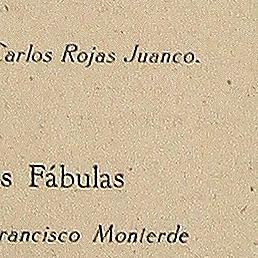 Carlos Rojas Juanco.
s Fábulas
rancisco Monterde